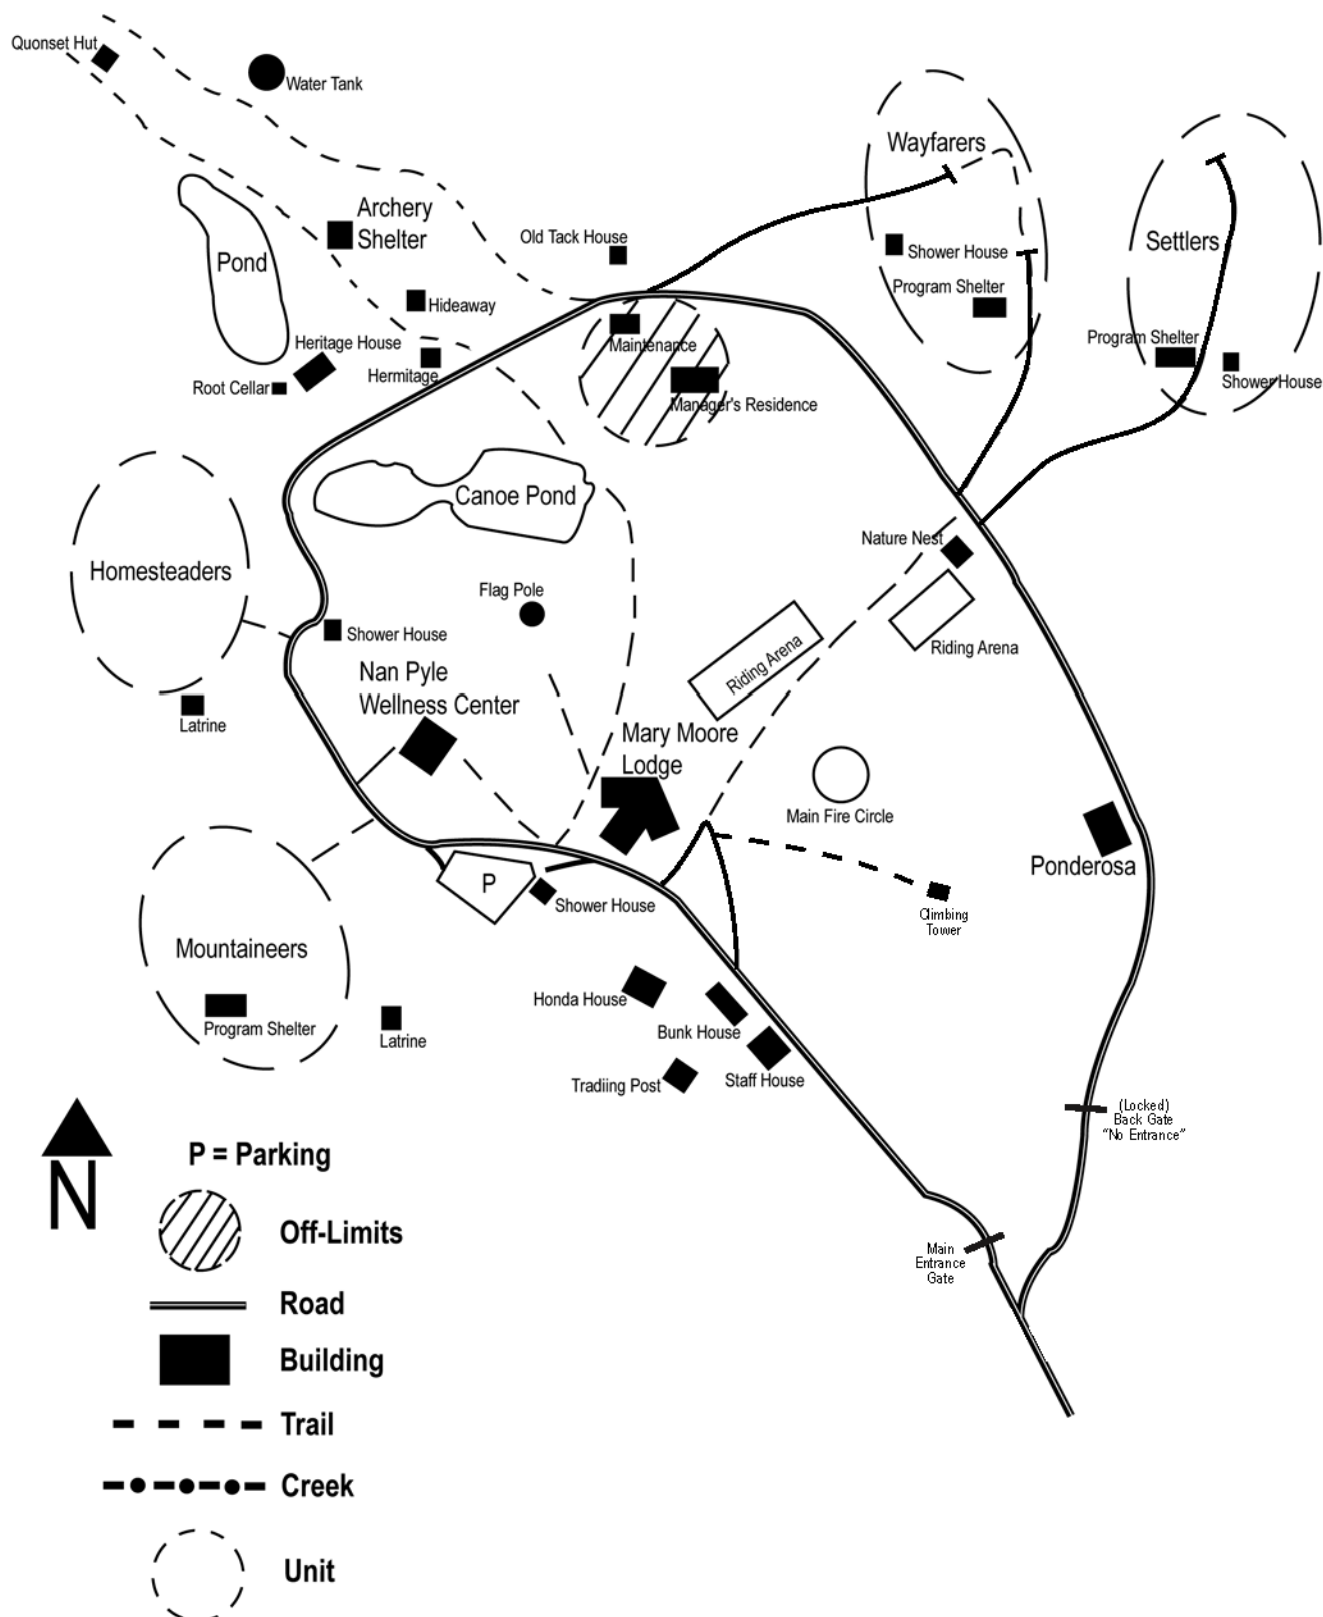 Quonset Hut
Water Tank
Wayfarers
Archery
Shelter
Pond
Old Tack House
Shower House
Program Shelter
Settlers
Hideaway
Heritage House
Maintenance
Program Shelter
Root Cellar
Hermitage
Shower House
Manager's Residence
Canoe Pond
Nature Nest
Homesteaders
Flag Pole
Shower House
Riding Arena
Riding Arena
Nan Pyle
Wellness Center
Latrine
Mary Moore
Lodge
Main Fire Circle
Ponderosa
P
Shower House
Climbing
Tower
Mountaineers
Honda House
Program Shelter
Bunk House
Latrine
Tradiing Post
Staff House
(Locked)
Back Gate
"No Entrance"
N
P = Parking
Off-Limits
Main
Entrance
Gate
Road
Building
Trail
Creek
Unit